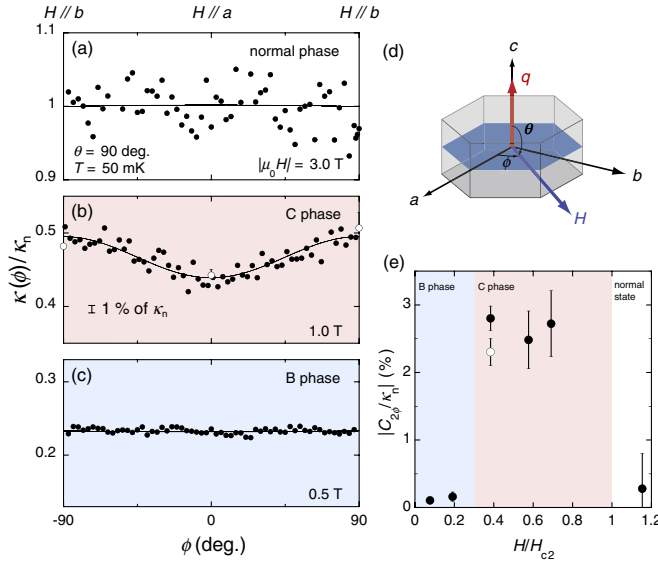 H // b
H // a
H // b
(a)
normal phase
1.1
1
0.9
θ = 90 deg.
T = 50 mK
|μ₀H| = 3.0 T
(b)
C phase
0.5
0.4
1 % of κₙ
1.0 T
κ(ϕ)/κₙ
(c)
B phase
0.3
0.2
0.5 T
-90
0
90
ϕ (deg.)
(d)
c
q
θ
ϕ
a
b
H
(e)
B phase
C phase
normal
state
3
2
1
0
|C₂ϕ/κₙ| (%)
0
0.2
0.4
0.6
0.8
1
1.2
H/Hc2